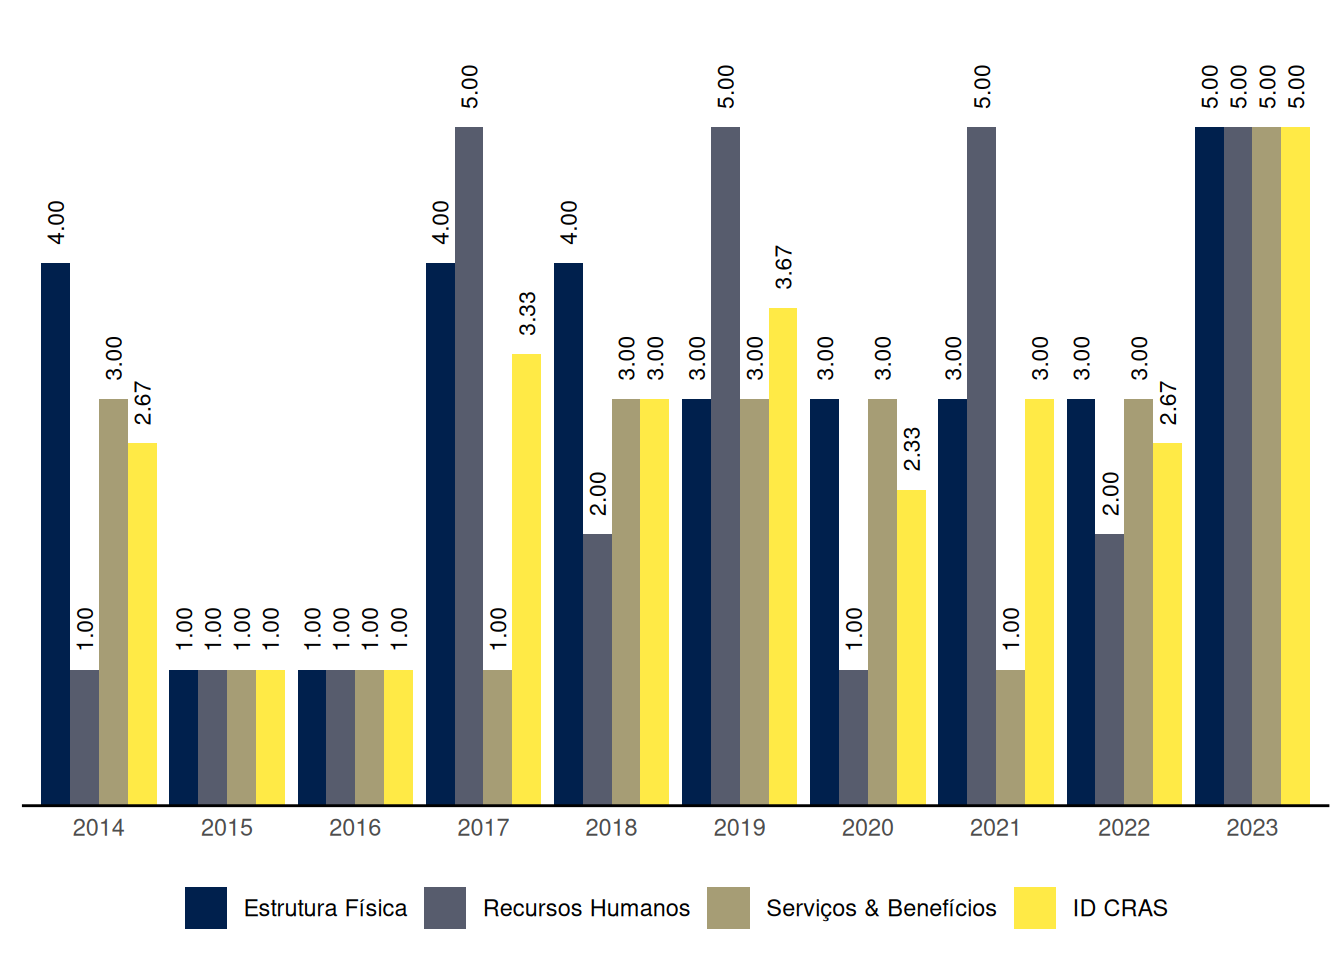 4.00 1.00 3.00 2.67
1.00 1.00 1.00 1.00
1.00 1.00 1.00 1.00
4.00 5.00 1.00 3.33
4.00 2.00 3.00 3.00
3.00 5.00 3.00 3.67
3.00 1.00 3.00 2.33
3.00 5.00 1.00 3.00
3.00 2.00 3.00 2.67
5.00 5.00 5.00 5.00
2014 2015 2016 2017 2018 2019 2020 2021 2022 2023
Estrutura Física Recursos Humanos Serviços & Benefícios ID CRAS